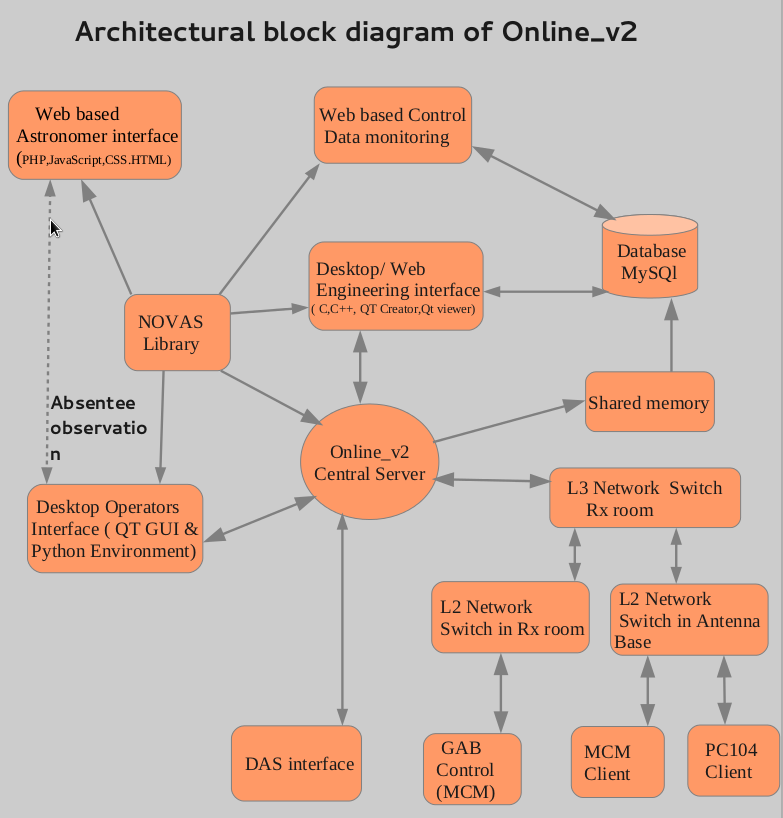 Architectural block diagram of Online_v2
Web based
Astronomer interface
(PHP,JavaScript,CSS.HTML)
Web based Control
Data monitoring
Database
MySQl
Desktop/ Web
Engineering interface
( C,C++, QT Creator,Qt viewer)
NOVAS
Library
Absentee
observatio
n
Shared memory
Online_v2
Central Server
L3 Network Switch
Rx room
Desktop Operators
Interface ( QT GUI &
Python Environment)
L2 Network
Switch in Rx room
L2 Network
Switch in Antenna
Base
DAS interface
GAB
Control
(MCM)
MCM
Client
PC104
Client